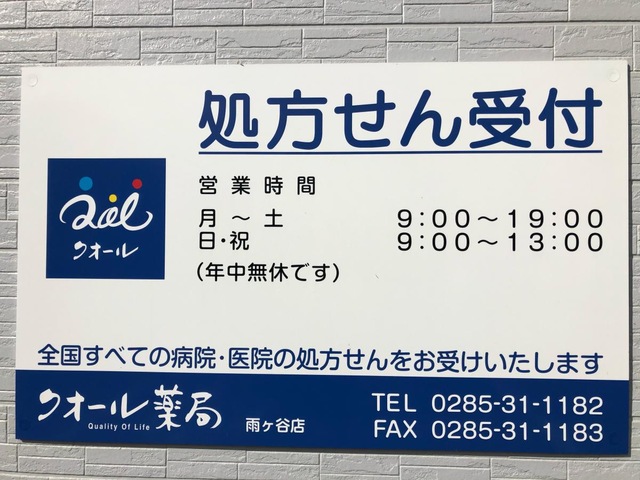 処方せん受付
Qol
クオール
営業時間
月～土 9:00～19:00
日・祝 9:00～13:00
(年中無休です)
全国すべての病院・医院の処方せんをお受けいたします
クオール薬局
Quality Of Life
雨ヶ谷店
TEL 0285-31-1182
FAX 0285-31-1183